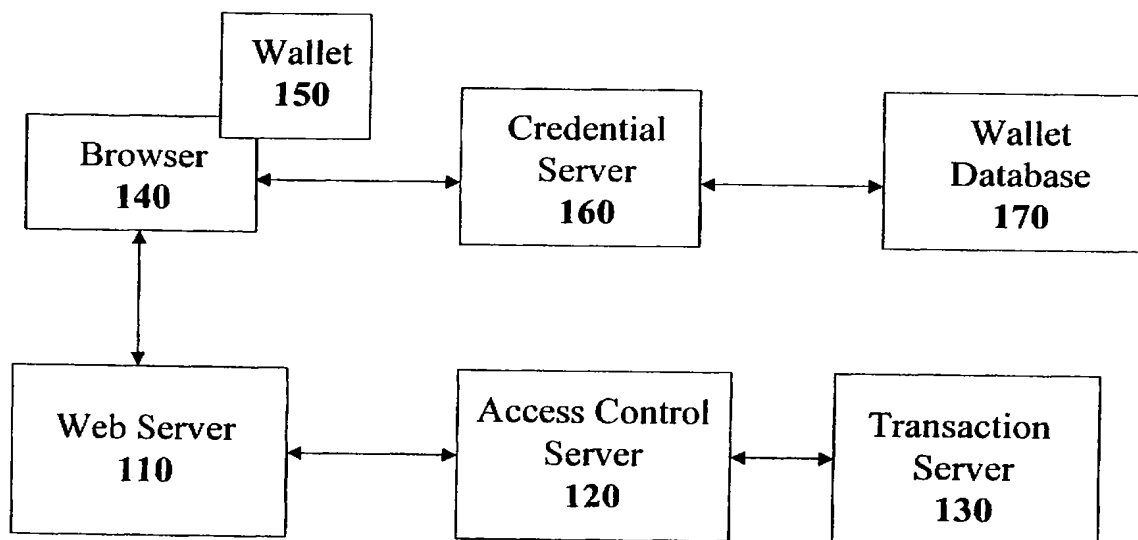 Wallet
150
Browser
140
Credential
Server
160
Wallet
Database
170
Web Server
110
Access Control
Server
120
Transaction
Server
130